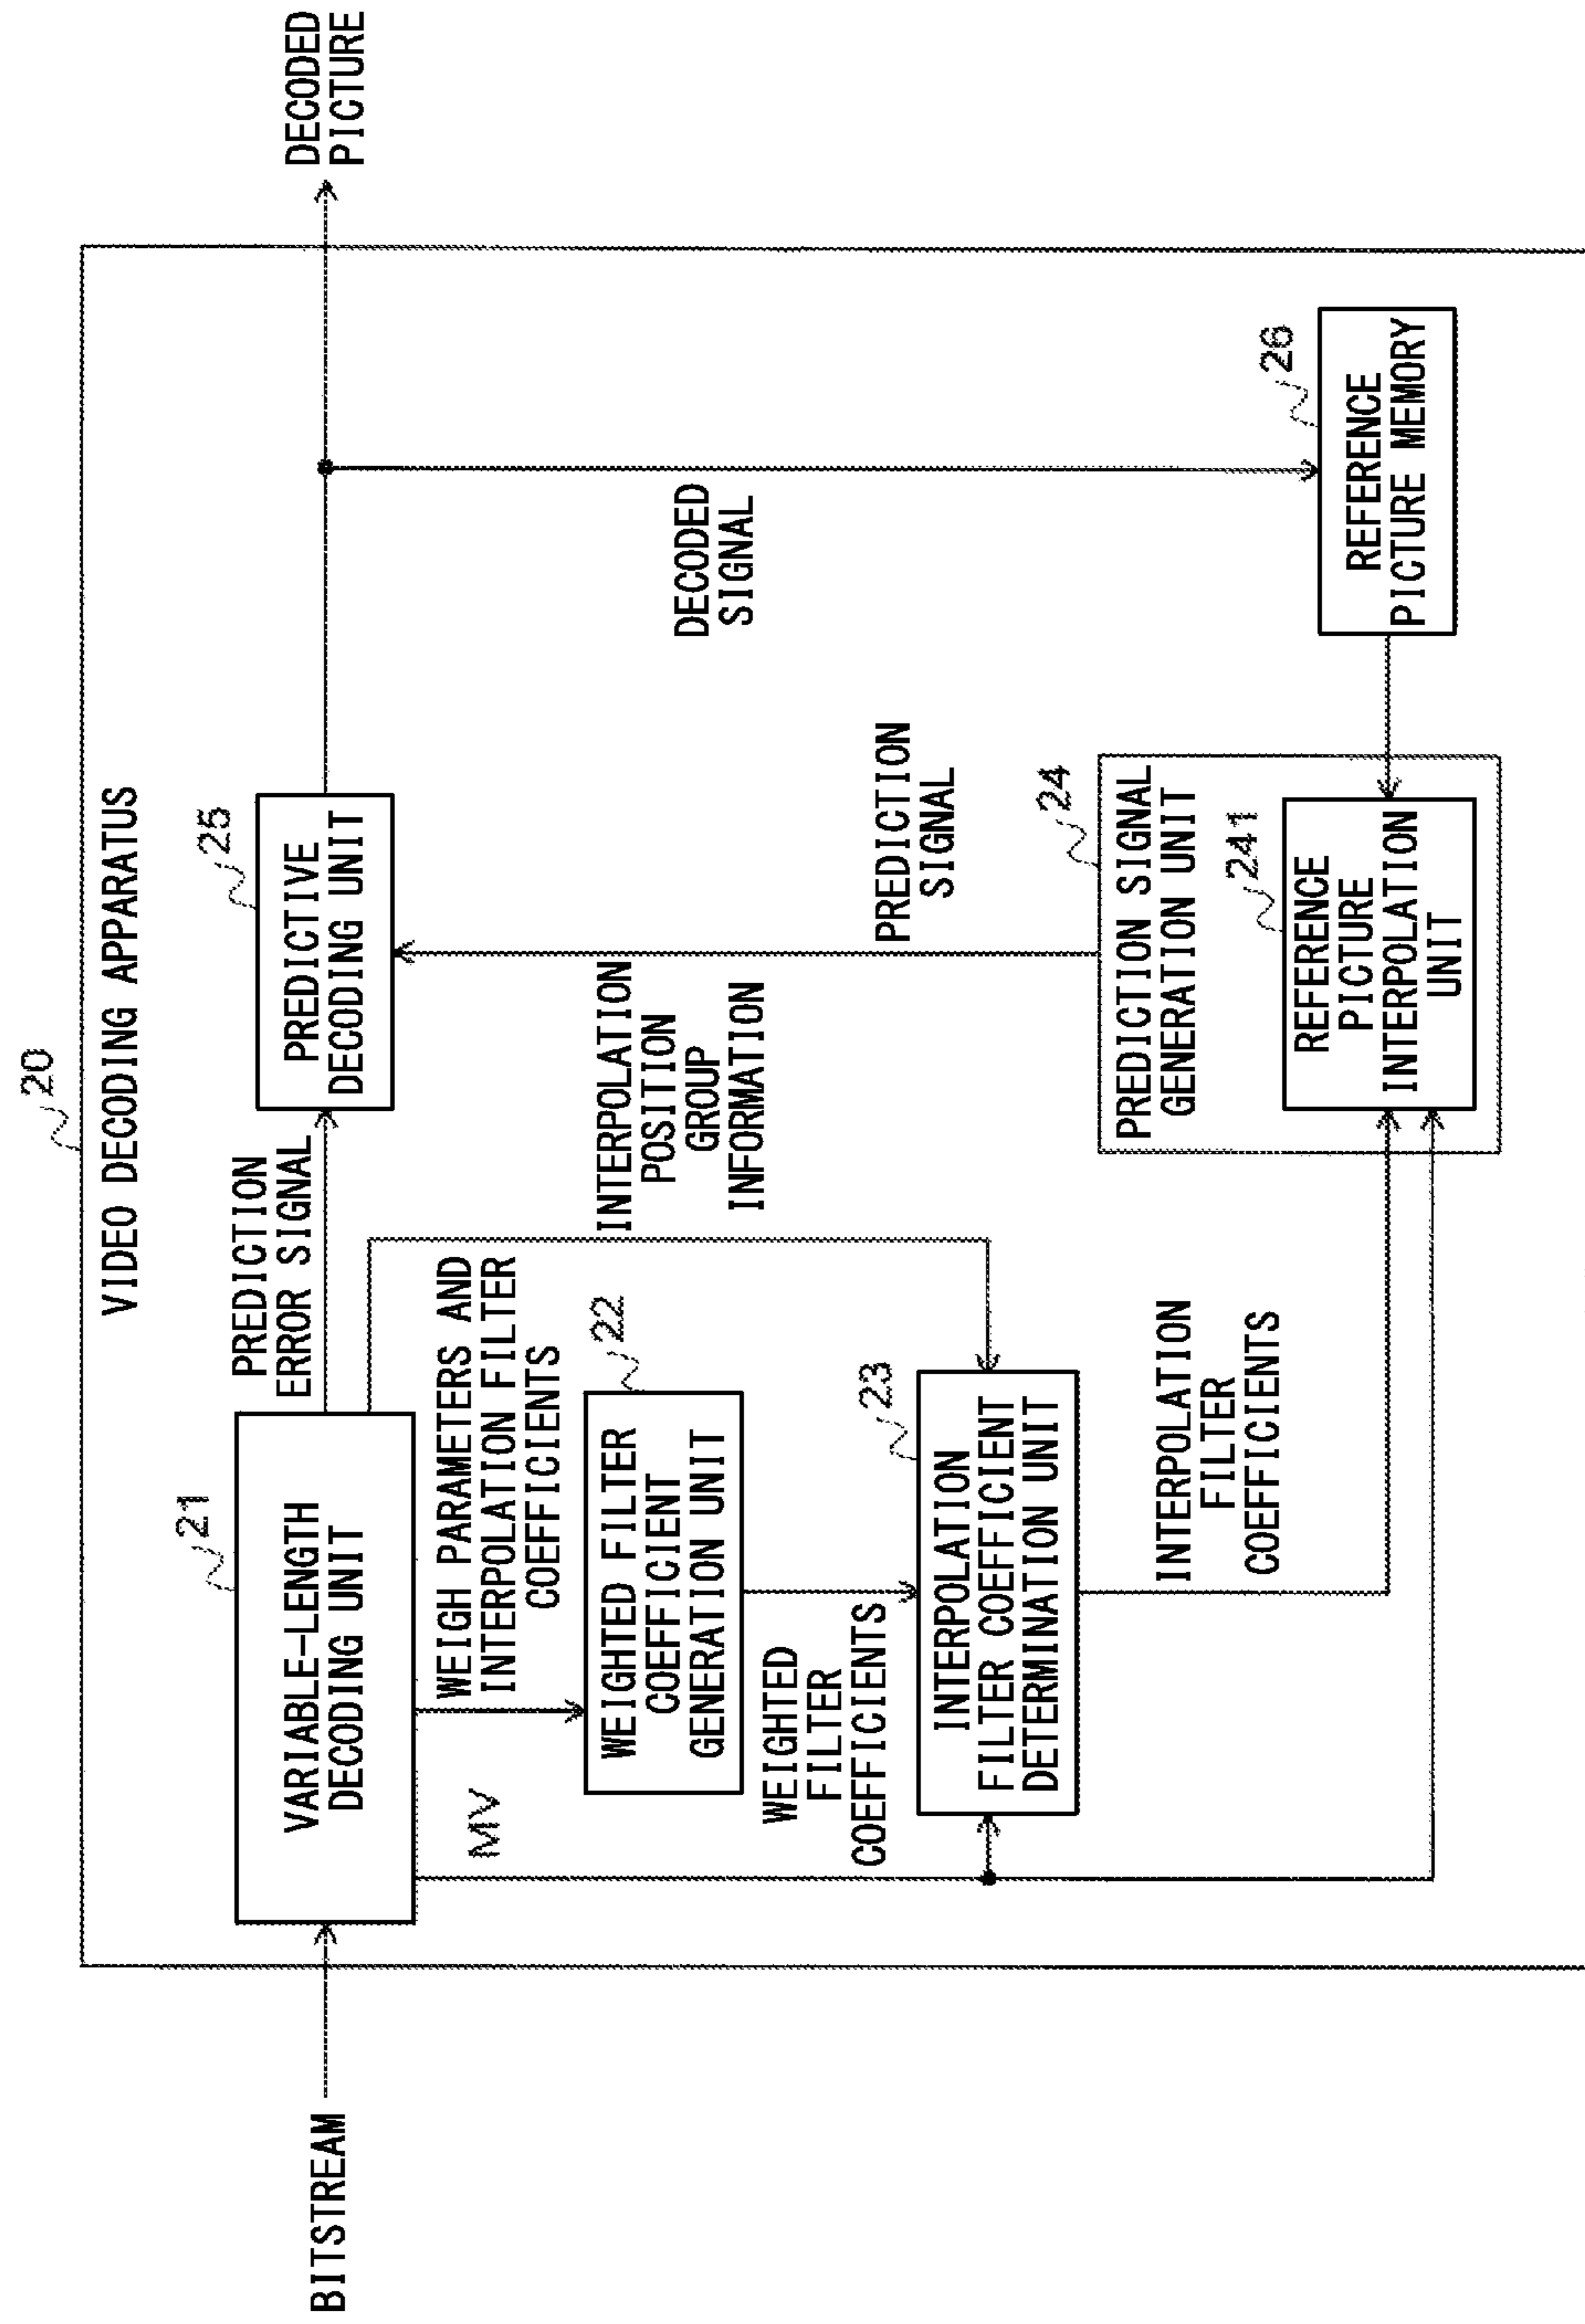 20
VIDEO DECODING APPARATUS
BITSTREAM
21
VARIABLE-LENGTH
DECODING UNIT
PREDICTION
ERROR SIGNAL
25
PREDICTIVE
DECODING UNIT
DECODED
PICTURE
MV
WEIGH PARAMETERS AND
INTERPOLATION FILTER
COEFFICIENTS
22
WEIGHTED FILTER
COEFFICIENT
GENERATION UNIT
INTERPOLATION
POSITION
GROUP
INFORMATION
DECODED
SIGNAL
WEIGHTED
FILTER
COEFFICIENTS
23
INTERPOLATION
FILTER COEFFICIENT
DETERMINATION UNIT
PREDICTION
SIGNAL
24
PREDICTION SIGNAL
GENERATION UNIT
INTERPOLATION
FILTER
COEFFICIENTS
241
REFERENCE
PICTURE
INTERPOLATION
UNIT
26
REFERENCE
PICTURE MEMORY